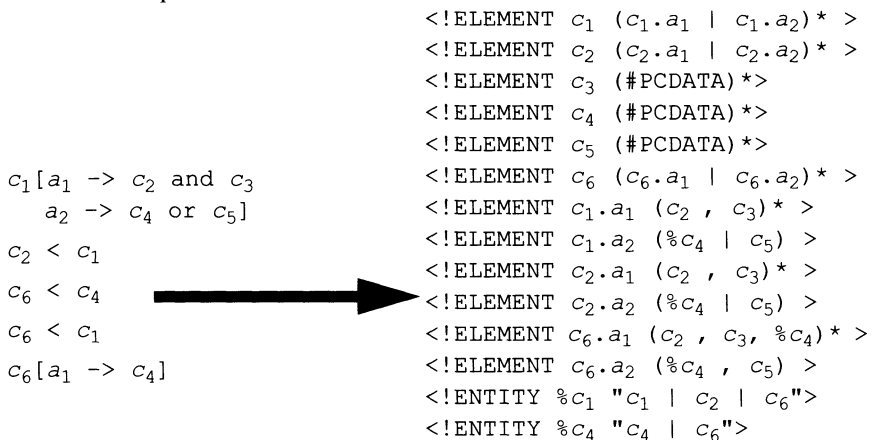 c₁[a₁ -> c₂ and c₃
a₂ -> c₄ or c₅]
c₂ < c₁
c₆ < c₄
c₆ < c₁
c₆[a₁ -> c₄]
<!ELEMENT c₁ (c₁.a₁ | c₁.a₂)* >
<!ELEMENT c₂ (c₂.a₁ | c₂.a₂)* >
<!ELEMENT c₃ (#PCDATA)*>
<!ELEMENT c₄ (#PCDATA)*>
<!ELEMENT c₅ (#PCDATA)*>
<!ELEMENT c₆ (c₆.a₁ | c₆.a₂)* >
<!ELEMENT c₁.a₁ (c₂ , c₃)* >
<!ELEMENT c₁.a₂ (%c₄ | c₅) >
<!ELEMENT c₂.a₁ (c₂ , c₃)* >
<!ELEMENT c₂.a₂ (%c₄ | c₅) >
<!ELEMENT c₆.a₁ (c₂ , c₃, %c₄)* >
<!ELEMENT c₆.a₂ (%c₄ , c₅) >
<!ENTITY %c₁ "c₁ | c₂ | c₆">
<!ENTITY %c₄ "c₄ | c₆">